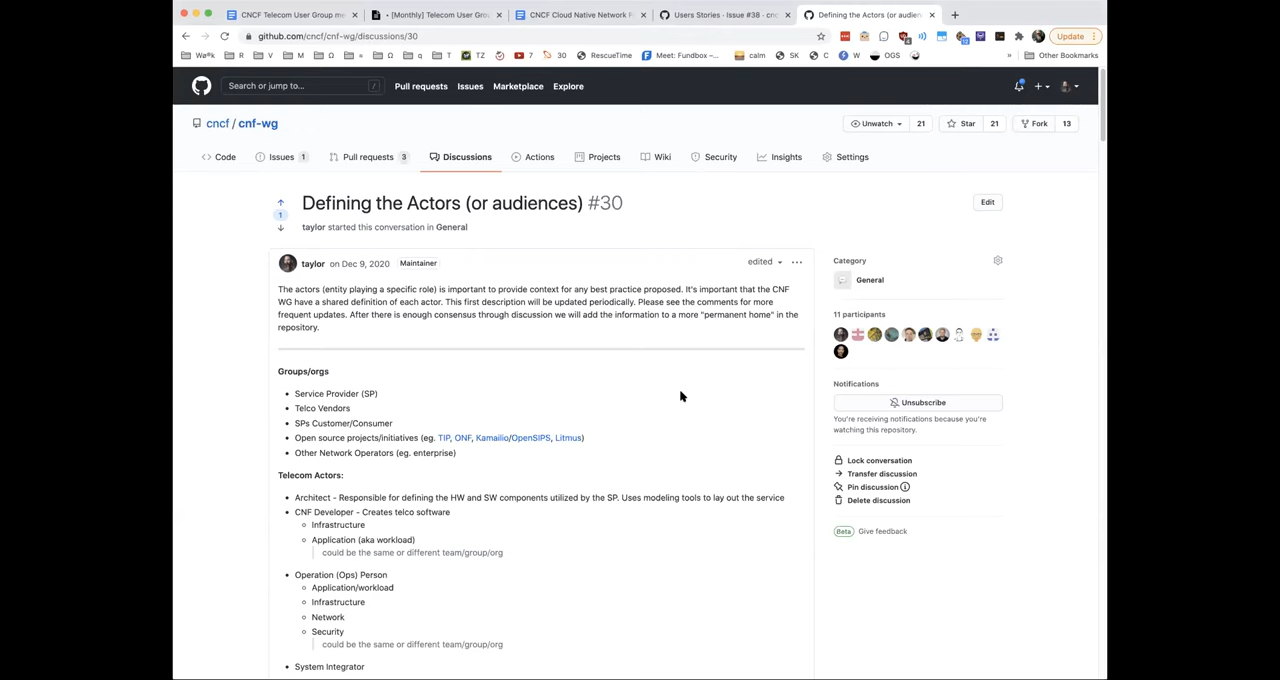 CNCF Telecom User Group me
[Monthly] Telecom User Gro
CNCF Cloud Native Network F
Users Stories · Issue #38 · cnc
Defining the Actors (or audien
github.com/cncf/cnf-wg/discussions/30
Update
R
V
M
Ω
«
Ω
q
T
TZ
7
30
RescueTime
Meet: Fundbox –...
calm
SK
C
W
OGS
»
Other Bookmarks
Search or jump to...
/
Pull requests
Issues
Marketplace
Explore
cncf / cnf-wg
Unwatch
21
Star
21
Fork
13
Code
Issues 1
Pull requests 3
Discussions
Actions
Projects
Wiki
Security
Insights
Settings
1
Defining the Actors (or audiences) #30
Edit
taylor started this conversation in General
taylor on Dec 9, 2020 Maintainer
edited
The actors (entity playing a specific role) is important to provide context for any best practice proposed. It's important that the CNF
WG have a shared definition of each actor. This first description will be updated periodically. Please see the comments for more
frequent updates. After there is enough consensus through discussion we will add the information to a more "permanent home" in the
repository.
Groups/orgs
• Service Provider (SP)
• Telco Vendors
• SPs Customer/Consumer
• Open source projects/initiatives (eg. TIP, ONF, Kamailio/OpenSIPS, Litmus)
• Other Network Operators (eg. enterprise)
Telecom Actors:
• Architect - Responsible for defining the HW and SW components utilized by the SP. Uses modeling tools to lay out the service
• CNF Developer - Creates telco software
Infrastructure
Application (aka workload)
could be the same or different team/group/org
• Operation (Ops) Person
Application/workload
Infrastructure
Network
Security
could be the same or different team/group/org
• System Integrator
Category
General
11 participants
Notifications
Unsubscribe
You're receiving notifications because you're
watching this repository.
Lock conversation
Transfer discussion
Pin discussion
Delete discussion
Beta Give feedback